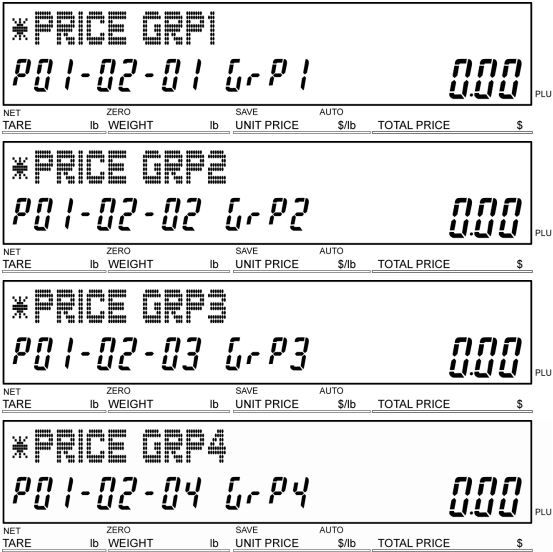 *PRICE GRP1
P01-02-01 GrP1 0.00
PLU
NET ZERO SAVE AUTO
TARE lb WEIGHT lb UNIT PRICE $/lb TOTAL PRICE $
*PRICE GRP2
P01-02-02 GrP2 0.00
PLU
NET ZERO SAVE AUTO
TARE lb WEIGHT lb UNIT PRICE $/lb TOTAL PRICE $
*PRICE GRP3
P01-02-03 GrP3 0.00
PLU
NET ZERO SAVE AUTO
TARE lb WEIGHT lb UNIT PRICE $/lb TOTAL PRICE $
*PRICE GRP4
P01-02-04 GrP4 0.00
PLU
NET ZERO SAVE AUTO
TARE lb WEIGHT lb UNIT PRICE $/lb TOTAL PRICE $